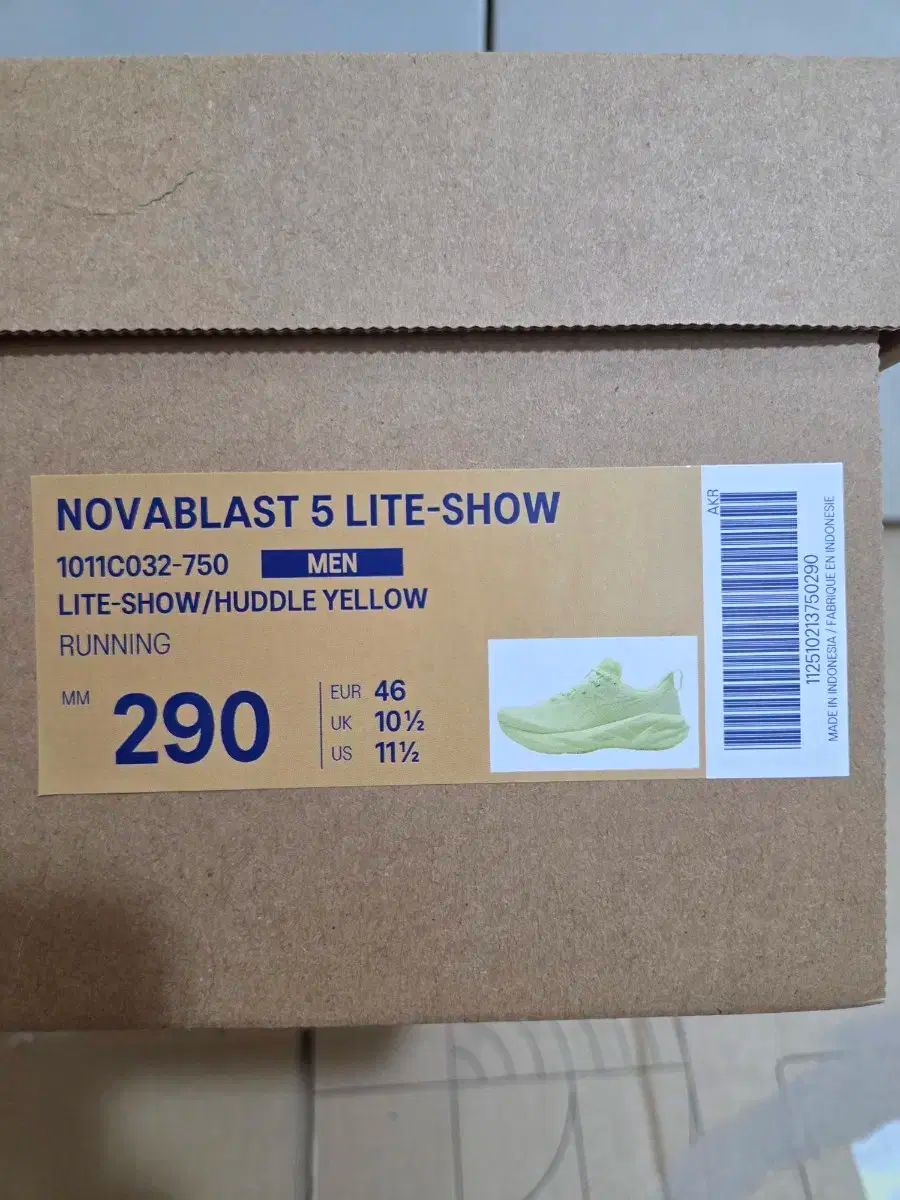 NOVABLAST 5 LITE-SHOW
1011C032-750 MEN
LITE-SHOW/HUDDLE YELLOW
RUNNING
MM 290
EUR 46
UK 10½
US 11½
AKR
112510213750290
MADE IN INDONESIA / FABRIQUE EN INDONESIE